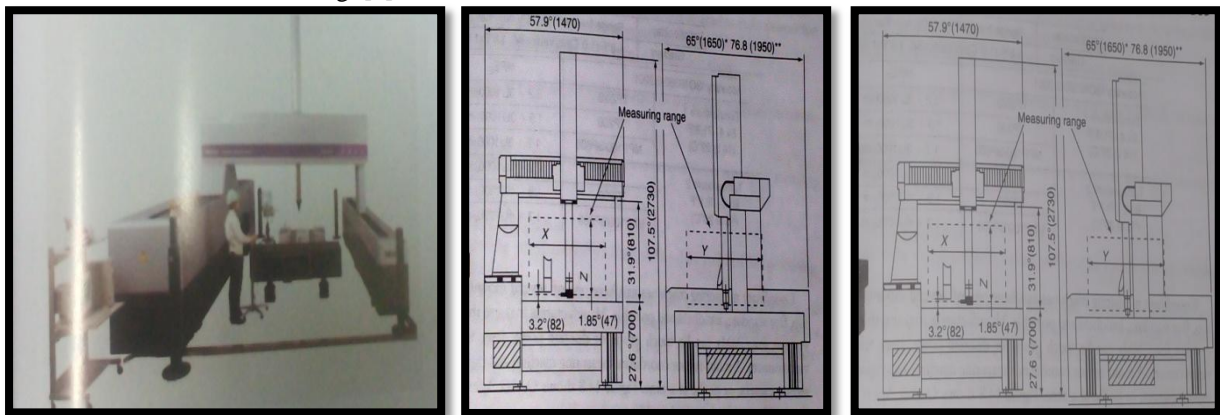 57.9°(1470)
65°(1650)* 76.8 (1950)**
Measuring range
X
Y
Z
31.9°(810)
107.5°(2730)
3.2°(82)
1.85°(47)
27.6 °(700)
57.9°(1470)
65°(1650)* 76.8 (1950)**
Measuring range
X
Y
Z
31.9°(810)
107.5°(2730)
3.2°(82)
1.85°(47)
27.6 °(700)